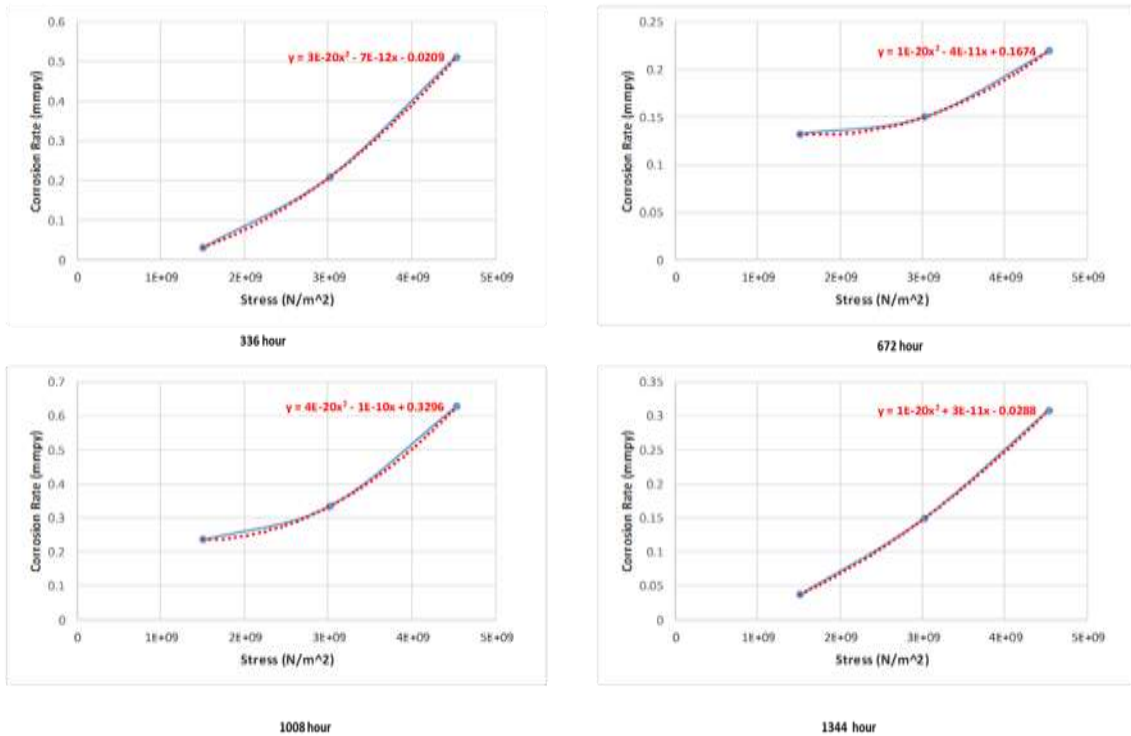 0.6
y = 3E-20x² - 7E-12x - 0.0209
0.5
0.4
0.3
0.2
0.1
0
Corrosion Rate (mmpy)
0 1E+09 2E+09 3E+09 4E+09 5E+09
Stress (N/m^2)
336 hour
0.25
y = 1E-20x² - 4E-11x + 0.1674
0.2
0.15
0.1
0.05
0
Corrosion Rate (mmpy)
0 1E+09 2E+09 3E+09 4E+09 5E+09
Stress (N/m^2)
672 hour
0.7
y = 4E-20x² - 1E-10x + 0.3296
0.6
0.5
0.4
0.3
0.2
0.1
0
Corrosion Rate (mmpy)
0 1E+09 2E+09 3E+09 4E+09 5E+09
Stress (N/m^2)
1008 hour
0.35
y = 1E-20x² + 3E-11x - 0.0288
0.3
0.25
0.2
0.15
0.1
0.05
0
Corrosion Rate (mmpy)
0 1E+09 2E+09 3E+09 4E+09 5E+09
Stress (N/m^2)
1344 hour